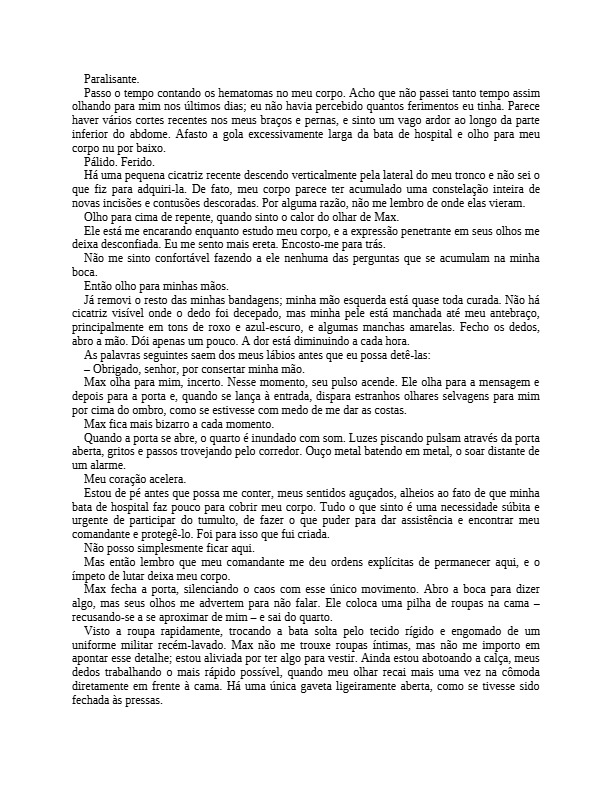 Paralisante.
Passo o tempo contando os hematomas no meu corpo. Acho que não passei tanto tempo assim
olhando para mim nos últimos dias; eu não havia percebido quantos ferimentos eu tinha. Parece
haver vários cortes recentes nos meus braços e pernas, e sinto um vago ardor ao longo da parte
inferior do abdome. Afasto a gola excessivamente larga da bata de hospital e olho para meu
corpo nu por baixo.
Pálido. Ferido.
Há uma pequena cicatriz recente descendo verticalmente pela lateral do meu tronco e não sei o
que fiz para adquiri-la. De fato, meu corpo parece ter acumulado uma constelação inteira de
novas incisões e contusões descoradas. Por alguma razão, não me lembro de onde elas vieram.
Olho para cima de repente, quando sinto o calor do olhar de Max.
Ele está me encarando enquanto estudo meu corpo, e a expressão penetrante em seus olhos me
deixa desconfiada. Eu me sento mais ereta. Encosto-me para trás.
Não me sinto confortável fazendo a ele nenhuma das perguntas que se acumulam na minha
boca.
Então olho para minhas mãos.
Já removi o resto das minhas bandagens; minha mão esquerda está quase toda curada. Não há
cicatriz visível onde o dedo foi decepado, mas minha pele está manchada até meu antebraço,
principalmente em tons de roxo e azul-escuro, e algumas manchas amarelas. Fecho os dedos,
abro a mão. Dói apenas um pouco. A dor está diminuindo a cada hora.
As palavras seguintes saem dos meus lábios antes que eu possa detê-las:
– Obrigado, senhor, por consertar minha mão.
Max olha para mim, incerto. Nesse momento, seu pulso acende. Ele olha para a mensagem e
depois para a porta e, quando se lança à entrada, dispara estranhos olhares selvagens para mim
por cima do ombro, como se estivesse com medo de me dar as costas.
Max fica mais bizarro a cada momento.
Quando a porta se abre, o quarto é inundado com som. Luzes piscando pulsam através da porta
aberta, gritos e passos trovejando pelo corredor. Ouço metal batendo em metal, o soar distante de
um alarme.
Meu coração acelera.
Estou de pé antes que possa me conter, meus sentidos aguçados, alheios ao fato de que minha
bata de hospital faz pouco para cobrir meu corpo. Tudo o que sinto é uma necessidade súbita e
urgente de participar do tumulto, de fazer o que puder para dar assistência e encontrar meu
comandante e protegê-lo. Foi para isso que fui criada.
Não posso simplesmente ficar aqui.
Mas então lembro que meu comandante me deu ordens explícitas de permanecer aqui, e o
ímpeto de lutar deixa meu corpo.
Max fecha a porta, silenciando o caos com esse único movimento. Abro a boca para dizer
algo, mas seus olhos me advertem para não falar. Ele coloca uma pilha de roupas na cama –
recusando-se a se aproximar de mim – e sai do quarto.
Visto a roupa rapidamente, trocando a bata solta pelo tecido rígido e engomado de um
uniforme militar recém-lavado. Max não me trouxe roupas íntimas, mas não me importo em
apontar esse detalhe; estou aliviada por ter algo para vestir. Ainda estou abotoando a calça, meus
dedos trabalhando o mais rápido possível, quando meu olhar recai mais uma vez na cômoda
diretamente em frente à cama. Há uma única gaveta ligeiramente aberta, como se tivesse sido
fechada às pressas.